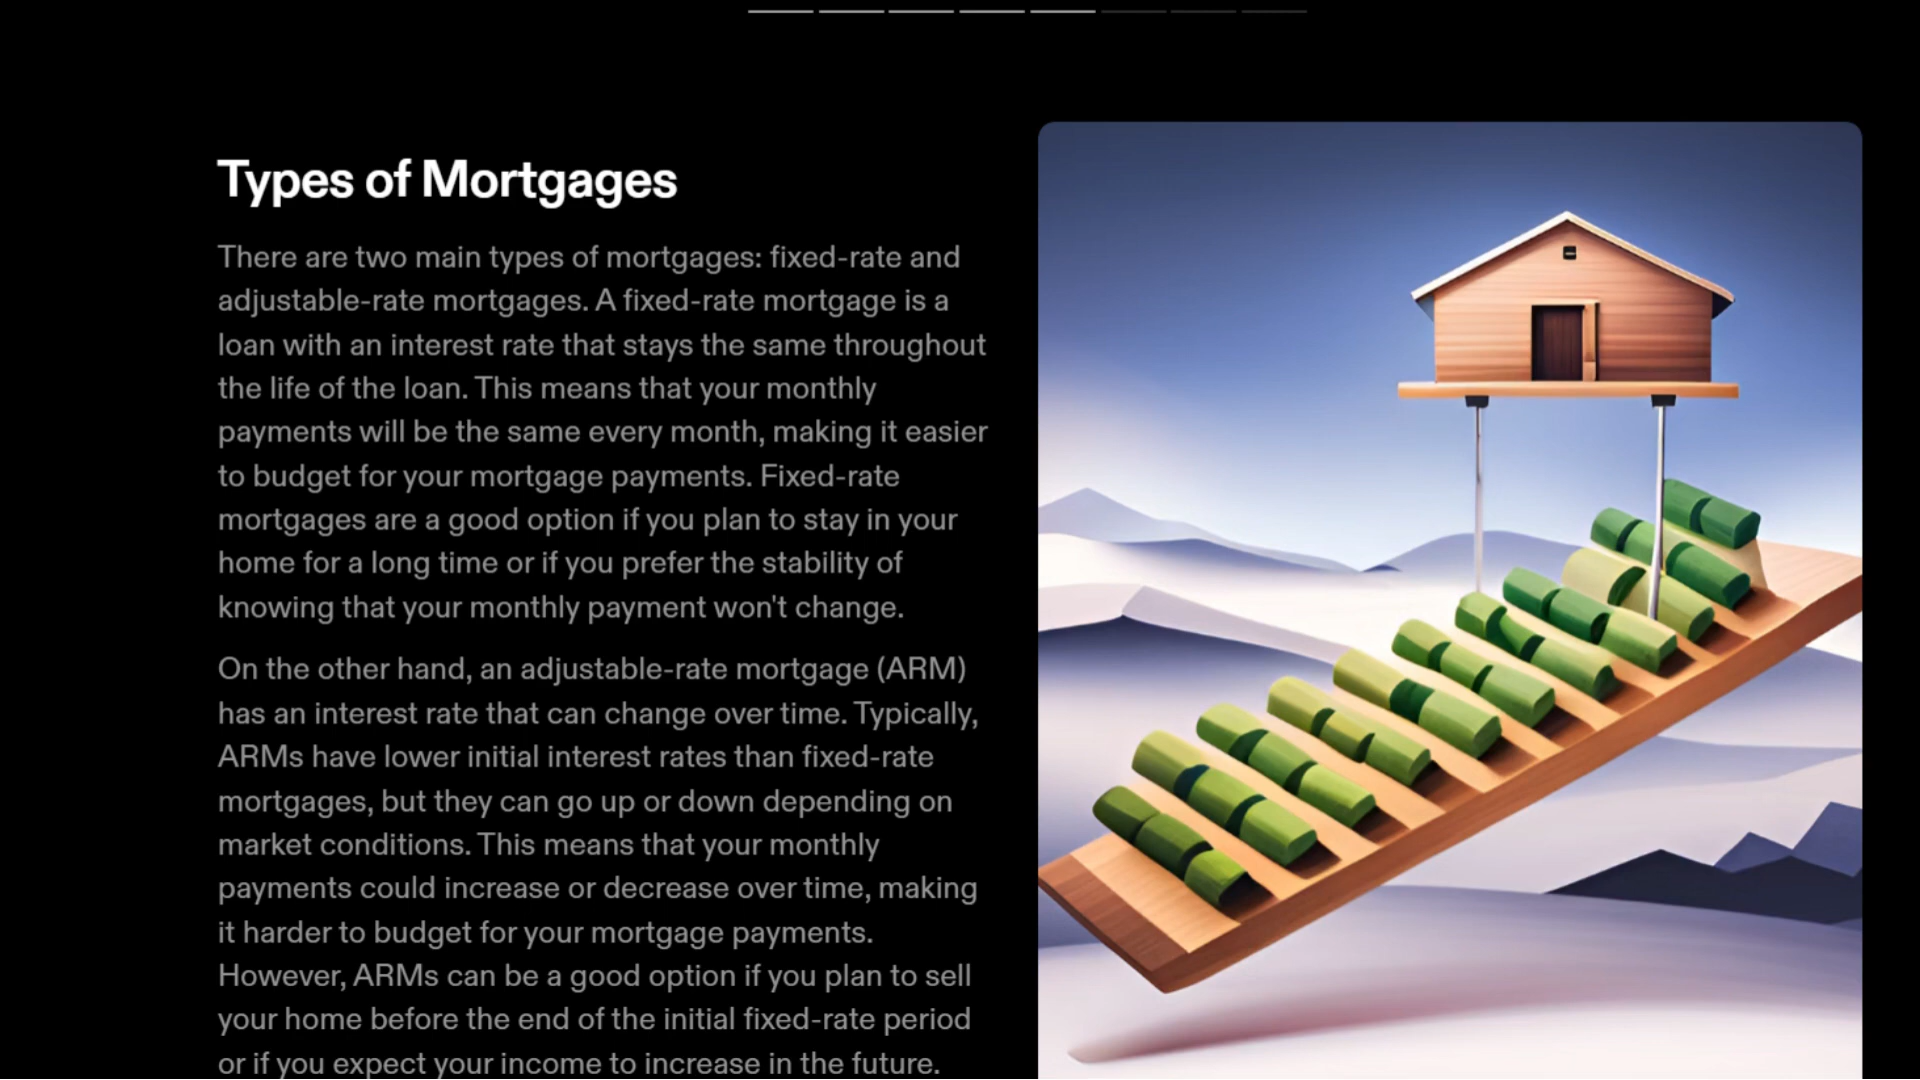 Types of Mortgages
There are two main types of mortgages: fixed-rate and
adjustable-rate mortgages. A fixed-rate mortgage is a
loan with an interest rate that stays the same throughout
the life of the loan. This means that your monthly
payments will be the same every month, making it easier
to budget for your mortgage payments. Fixed-rate
mortgages are a good option if you plan to stay in your
home for a long time or if you prefer the stability of
knowing that your monthly payment won't change.
On the other hand, an adjustable-rate mortgage (ARM)
has an interest rate that can change over time. Typically,
ARMs have lower initial interest rates than fixed-rate
mortgages, but they can go up or down depending on
market conditions. This means that your monthly
payments could increase or decrease over time, making
it harder to budget for your mortgage payments.
However, ARMs can be a good option if you plan to sell
your home before the end of the initial fixed-rate period
or if you expect your income to increase in the future.